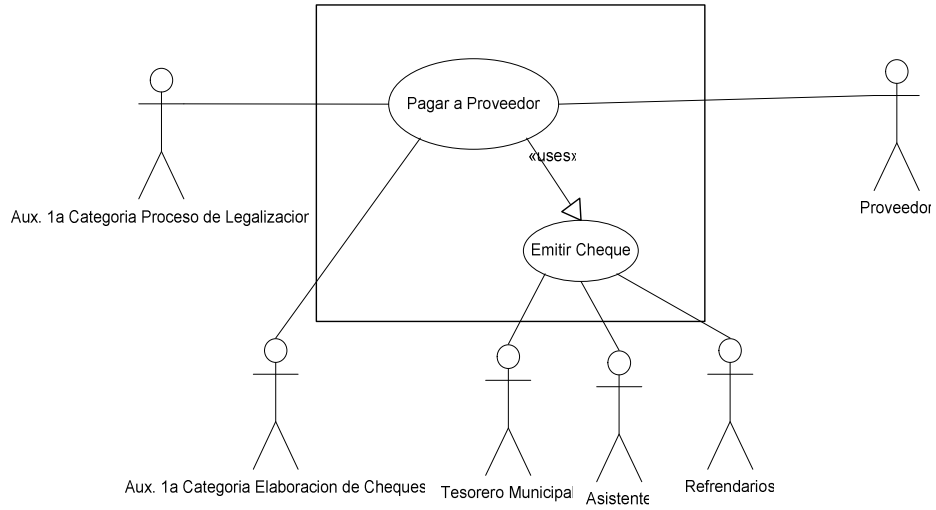 Pagar a Proveedor
«uses»
Aux. 1a Categoria Proceso de Legalizacion
Proveedor
Emitir Cheque
Aux. 1a Categoria Elaboracion de Cheques
Tesorero Municipal
Asistente
Refrendarios